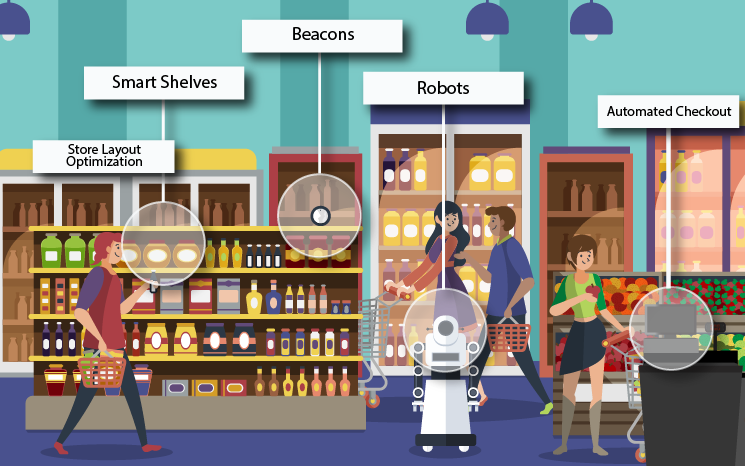 Beacons
Smart Shelves
Robots
Automated Checkout
Store Layout
Optimization